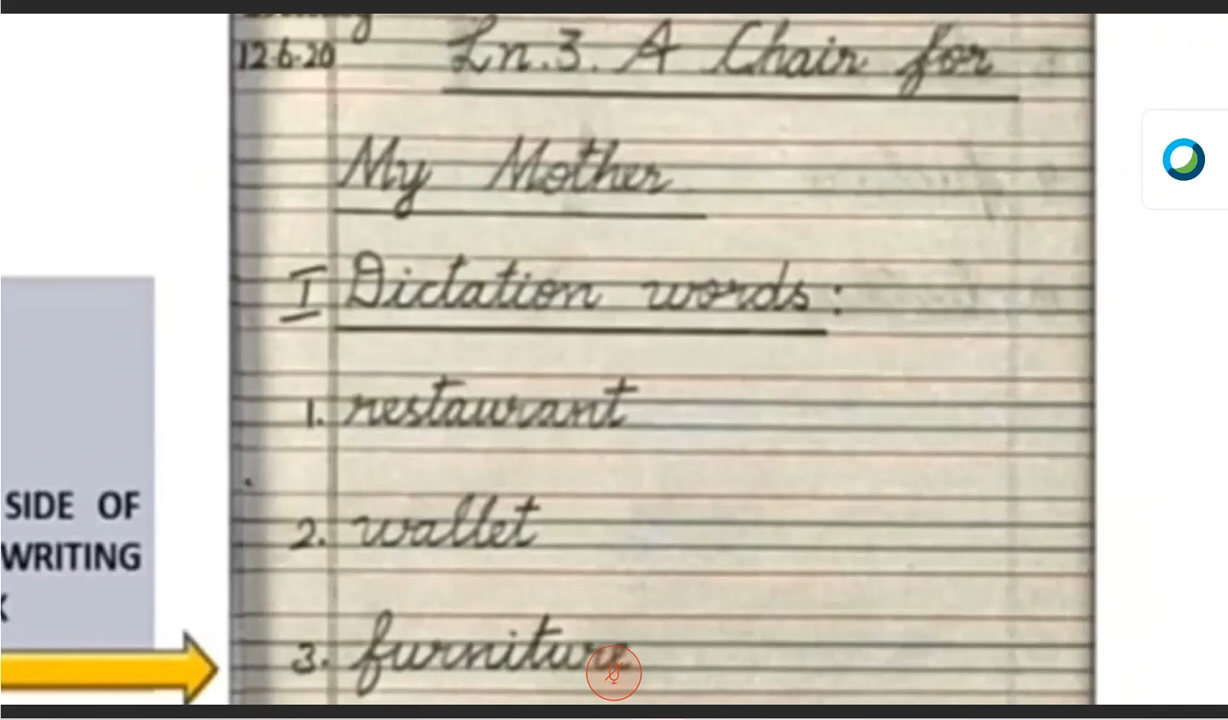 12.6.20 Ln.3. A Chair for
My Mother
I Dictation words:
1. restaurant
2. wallet
3. furniture
SIDE OF
WRITING